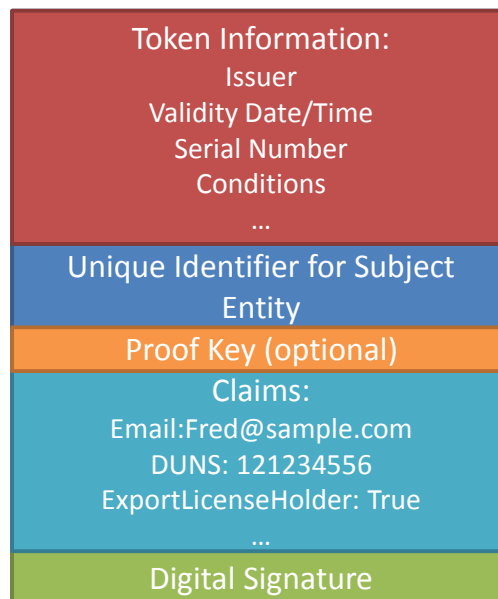 Token Information:
Issuer
Validity Date/Time
Serial Number
Conditions
…
Unique Identifier for Subject
Entity
Proof Key (optional)
Claims:
Email:Fred@sample.com
DUNS: 121234556
ExportLicenseHolder: True
…
Digital Signature